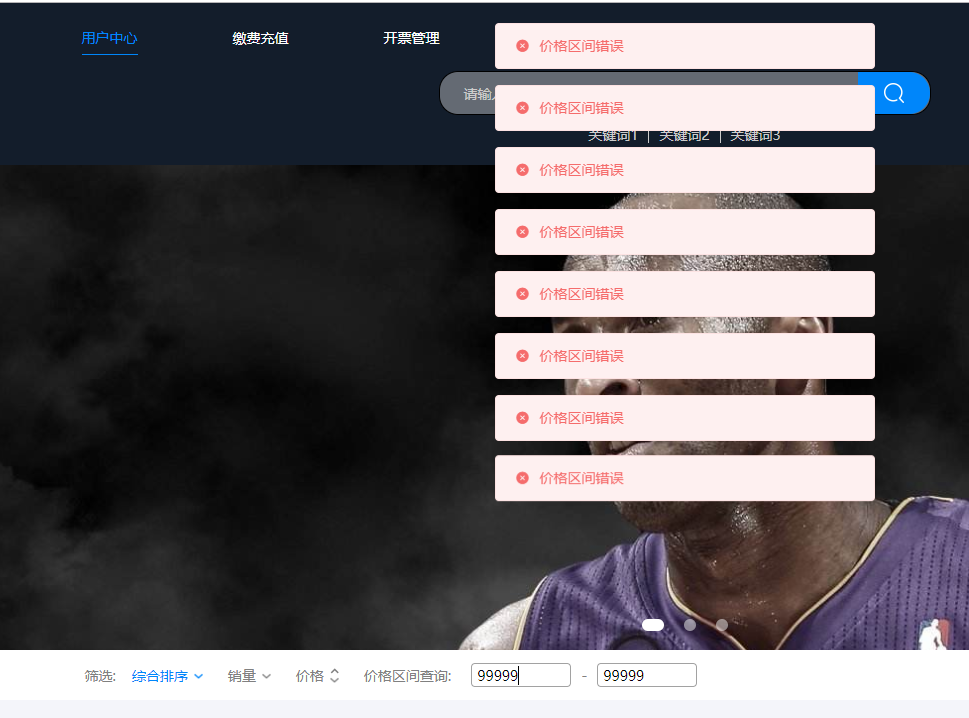 用户中心 缴费充值 开票管理
价格区间错误
请输
价格区间错误
关键词1 | 关键词2 | 关键词3
价格区间错误
价格区间错误
价格区间错误
价格区间错误
价格区间错误
价格区间错误
筛选: 综合排序 销量 价格 价格区间查询: 99999 - 99999